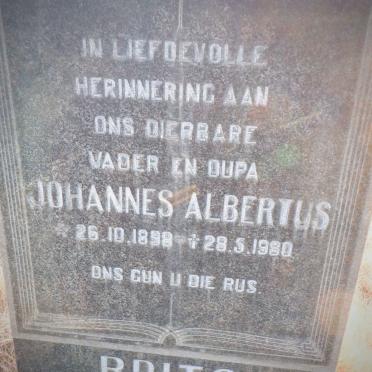 IN LIEFDEVOLLE
HERINNERING AAN
ONS DIERBARE
VADER EN OUPA
JOHANNES ALBERTUS
* 26.10.1898 † 28.5.1980
ONS GUN U DIE RUS
BRITS